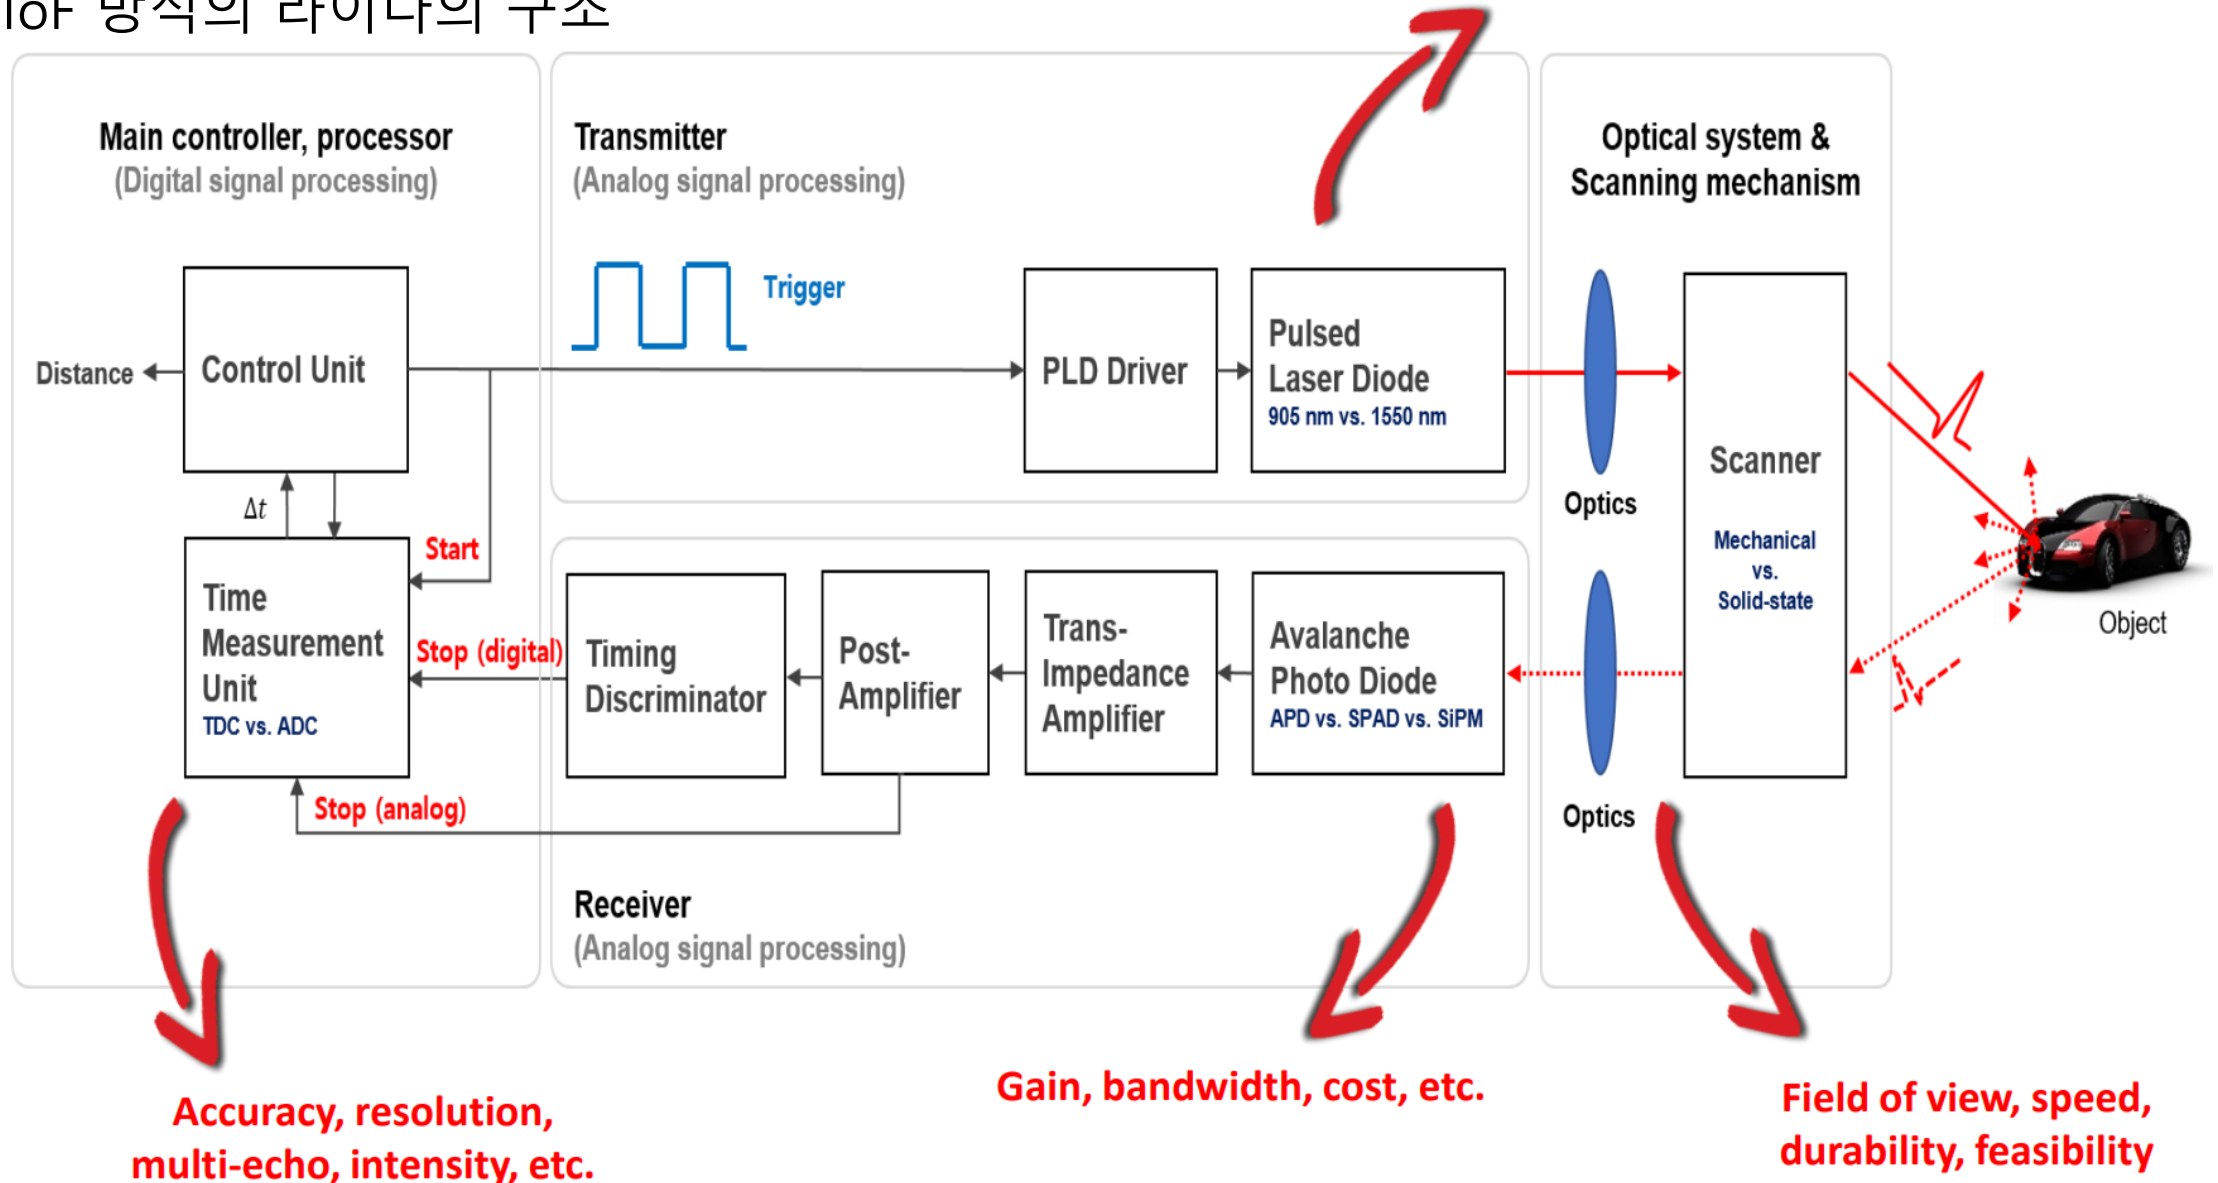 ToF 방식의 라이다의 구조
Main controller, processor
(Digital signal processing)
Transmitter
(Analog signal processing)
Optical system &
Scanning mechanism
Trigger
Distance
Control Unit
PLD Driver
Pulsed
Laser Diode
905 nm vs. 1550 nm
Optics
Scanner
Mechanical
vs.
Solid-state
Object
Δt
Start
Time
Measurement
Unit
TDC vs. ADC
Stop (digital)
Timing
Discriminator
Post-
Amplifier
Trans-
Impedance
Amplifier
Avalanche
Photo Diode
APD vs. SPAD vs. SiPM
Optics
Stop (analog)
Receiver
(Analog signal processing)
Accuracy, resolution,
multi-echo, intensity, etc.
Gain, bandwidth, cost, etc.
Field of view, speed,
durability, feasibility